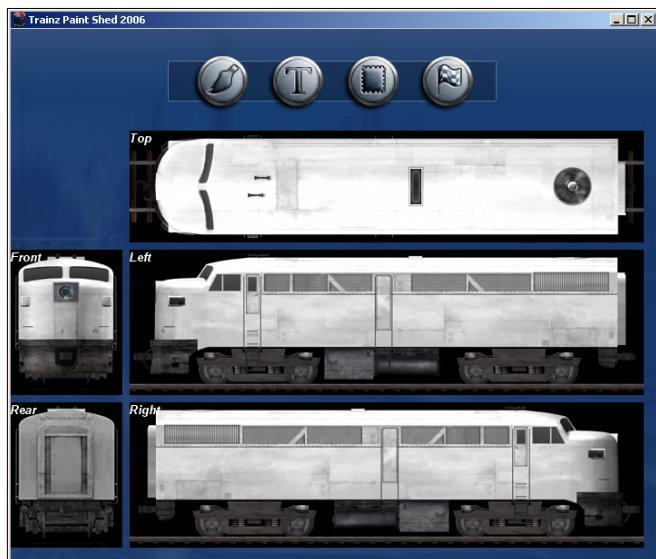 Trainz Paint Shed 2006
T
Top
Front
Left
Rear
Right